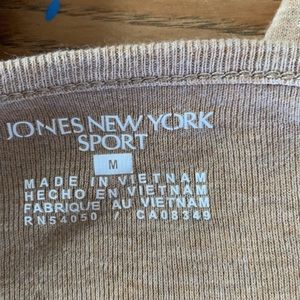 JONES NEW YORK
SPORT
M
MADE IN VIETNAM
HECHO EN VIETNAM
FABRIQUE AU VIETNAM
RN54050 / CA08349